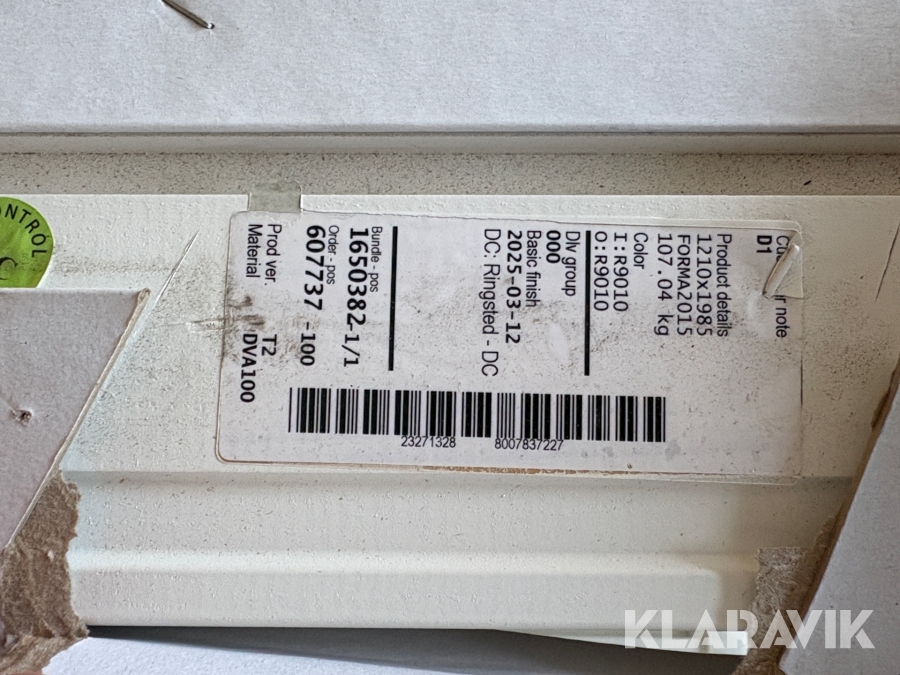 Cu r note
D1
Product details
1210x1985
FORMA2015
107.04 kg
Color
I:R9010
O:R9010
Dlv group
000
Basic finish
2025-03-12
DC: Ringsted - DC
Bundle - pos
1650382-1/1
Order - pos
607737 -100
Prod ver. T2
Material DVA100
23271328 8007837227
NTROL
KLARAVIK